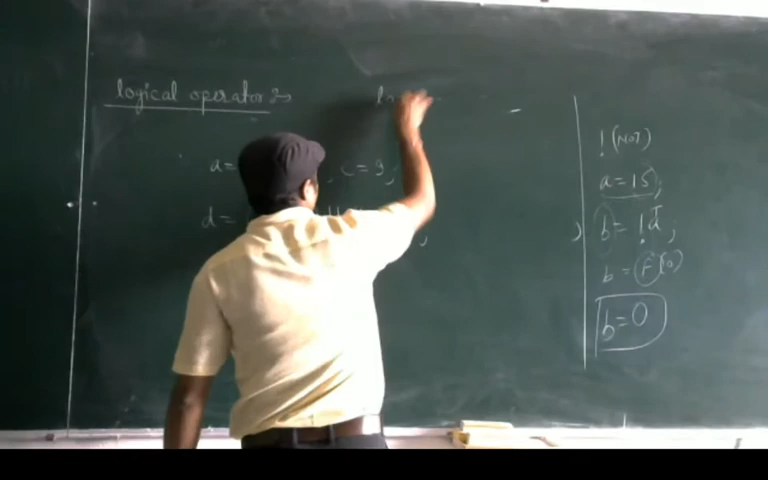 logical operators
a=
, c=9,
d=
,
! (NOT)
a=15;
) b= !a;
b = F(0)
b=0